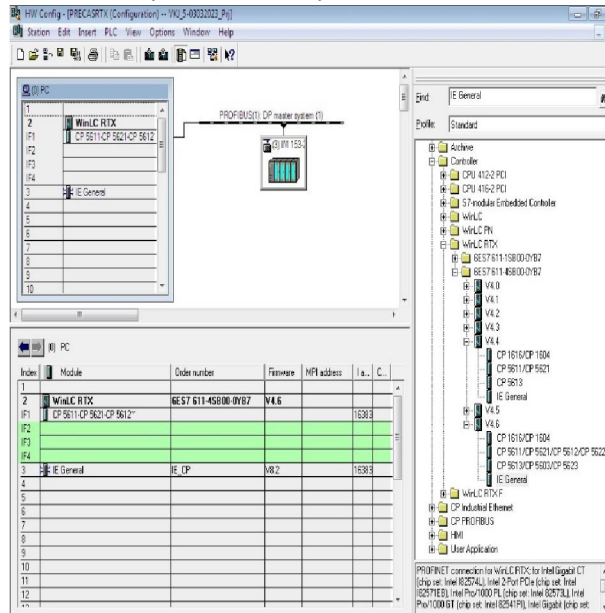 HW Config - [PRECASRTX (Configuration) -- VKJ_5-03032023_Prj]
Station Edit Insert PLC View Options Window Help
(0) PC
1
2 WinLC RTX
IF1 CP 5611-CP 5621-CP 5612
IF2
IF3
IF4
3 IE General
4
5
6
7
8
9
10
PROFIBUS(1): DP master system (1)
(3) IM 153-
Find: IE General
Profile: Standard
Archive
Controller
CPU 412-2 PCI
CPU 416-2 PCI
S7-modular Embedded Controller
WinLC
WinLC PN
WinLC RTX
6ES7 611-1SB00-0YB7
6ES7 611-4SB00-0YB7
V4.0
V4.1
V4.2
V4.3
V4.4
CP 1616/CP 1604
CP 5611/CP 5621
CP 5613
IE General
V4.5
V4.6
CP 1616/CP 1604
CP 5611/CP 5621/CP 5612/CP 5622
CP 5613/CP 5603/CP 5623
IE General
WinLC RTX F
CP Industrial Ethernet
CP PROFIBUS
HMI
User Application
(0) PC
Index Module Order number Firmware MPI address I a... C...
1
2 WinLC RTX 6ES7 611-4SB00-0YB7 V4.6
IF1 CP 5611-CP 5621-CP 5612" 16383
IF2
IF3
IF4
3 IE General IE_CP V8.2 16383
4
5
6
7
8
9
10
11
12
PROFINET connection for WinLC RTX; for Intel Gigabit CT
(chip set: Intel 82574L), Intel 2-Port PCIe (chip set: Intel
82571EB), Intel Pro/1000 PL (chip set: Intel 82573L), Intel
Pro/1000 GT (chip set: Intel 82541PI), Intel Gigabit (chip set: